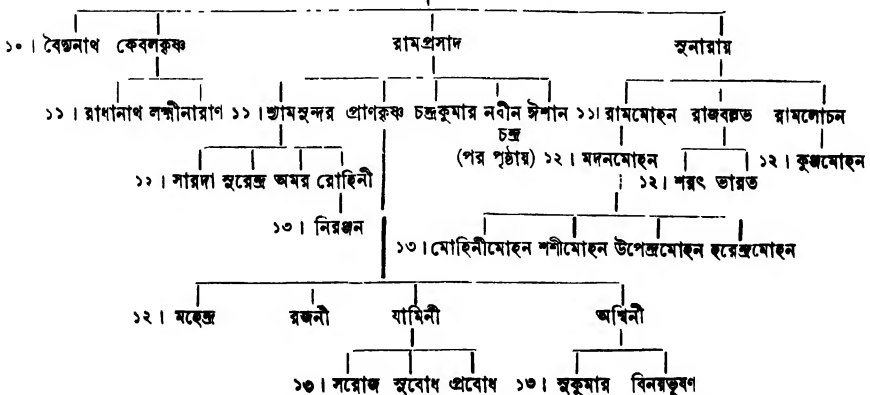 ১০। বৈদ্যনাথ কেবলকৃষ্ণ রামপ্রসাদ সুনারায়
১১। রাধানাথ লক্ষ্মীনারাণ ১১। শ্যামসুন্দর প্রাণকৃষ্ণ চন্দ্রকুমার নবীন ঈশান ১১। রামমোহন রাজবল্লভ রামলোচন
চন্দ্র
(পর পৃষ্ঠায়) ১২। মদনমোহন ১২। কুঞ্জমোহন
১২। সারদা সুরেন্দ্র অমর রোহিনী ১২। শরৎ ভারত
১৩। নিরঞ্জন
১৩। মোহিনীমোহন শশীমোহন উপেন্দ্রমোহন হরেন্দ্রমোহন
১২। মহেন্দ্র রজনী যামিনী অশ্বিনী
১৩। সরোজ সুবোধ প্রবোধ ১৩। সুকুমার বিনয়ভূষণ